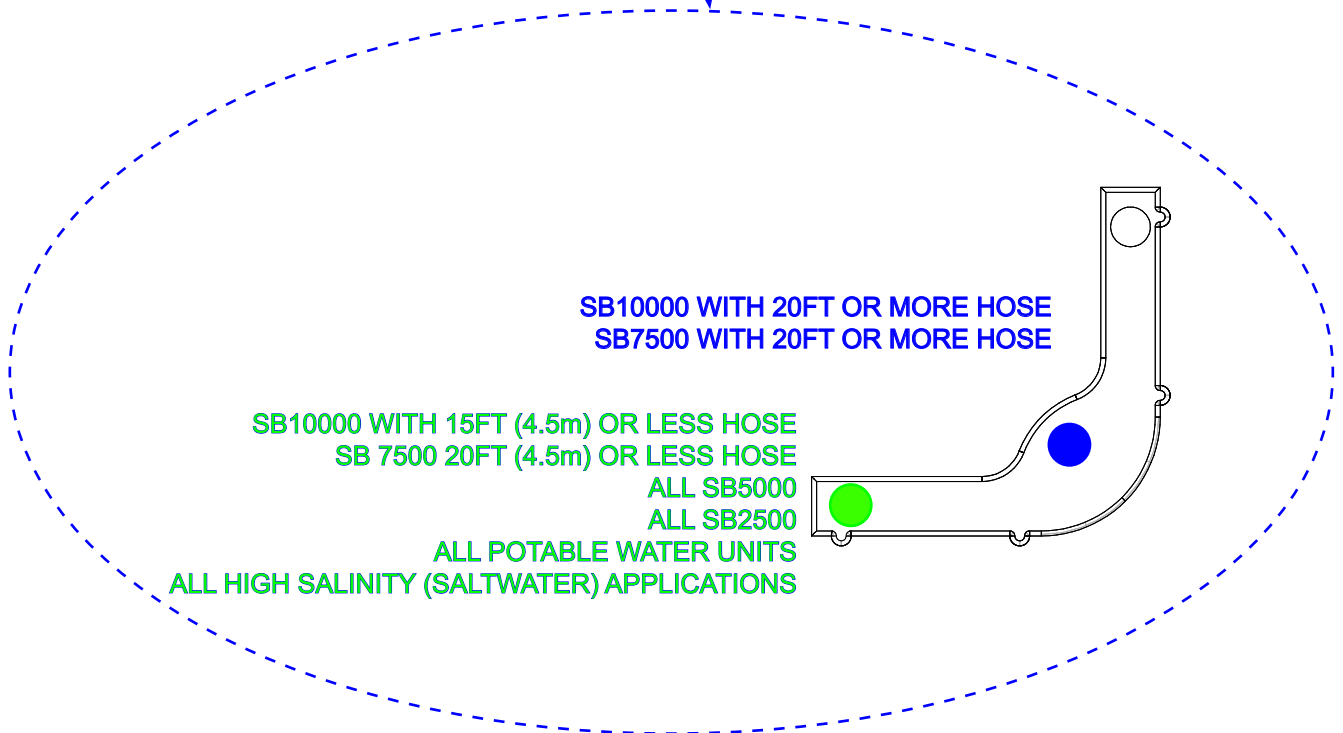 SB10000 WITH 20FT OR MORE HOSE
SB7500 WITH 20FT OR MORE HOSE
SB10000 WITH 15FT (4.5m) OR LESS HOSE
SB 7500 20FT (4.5m) OR LESS HOSE
ALL SB5000
ALL SB2500
ALL POTABLE WATER UNITS
ALL HIGH SALINITY (SALTWATER) APPLICATIONS